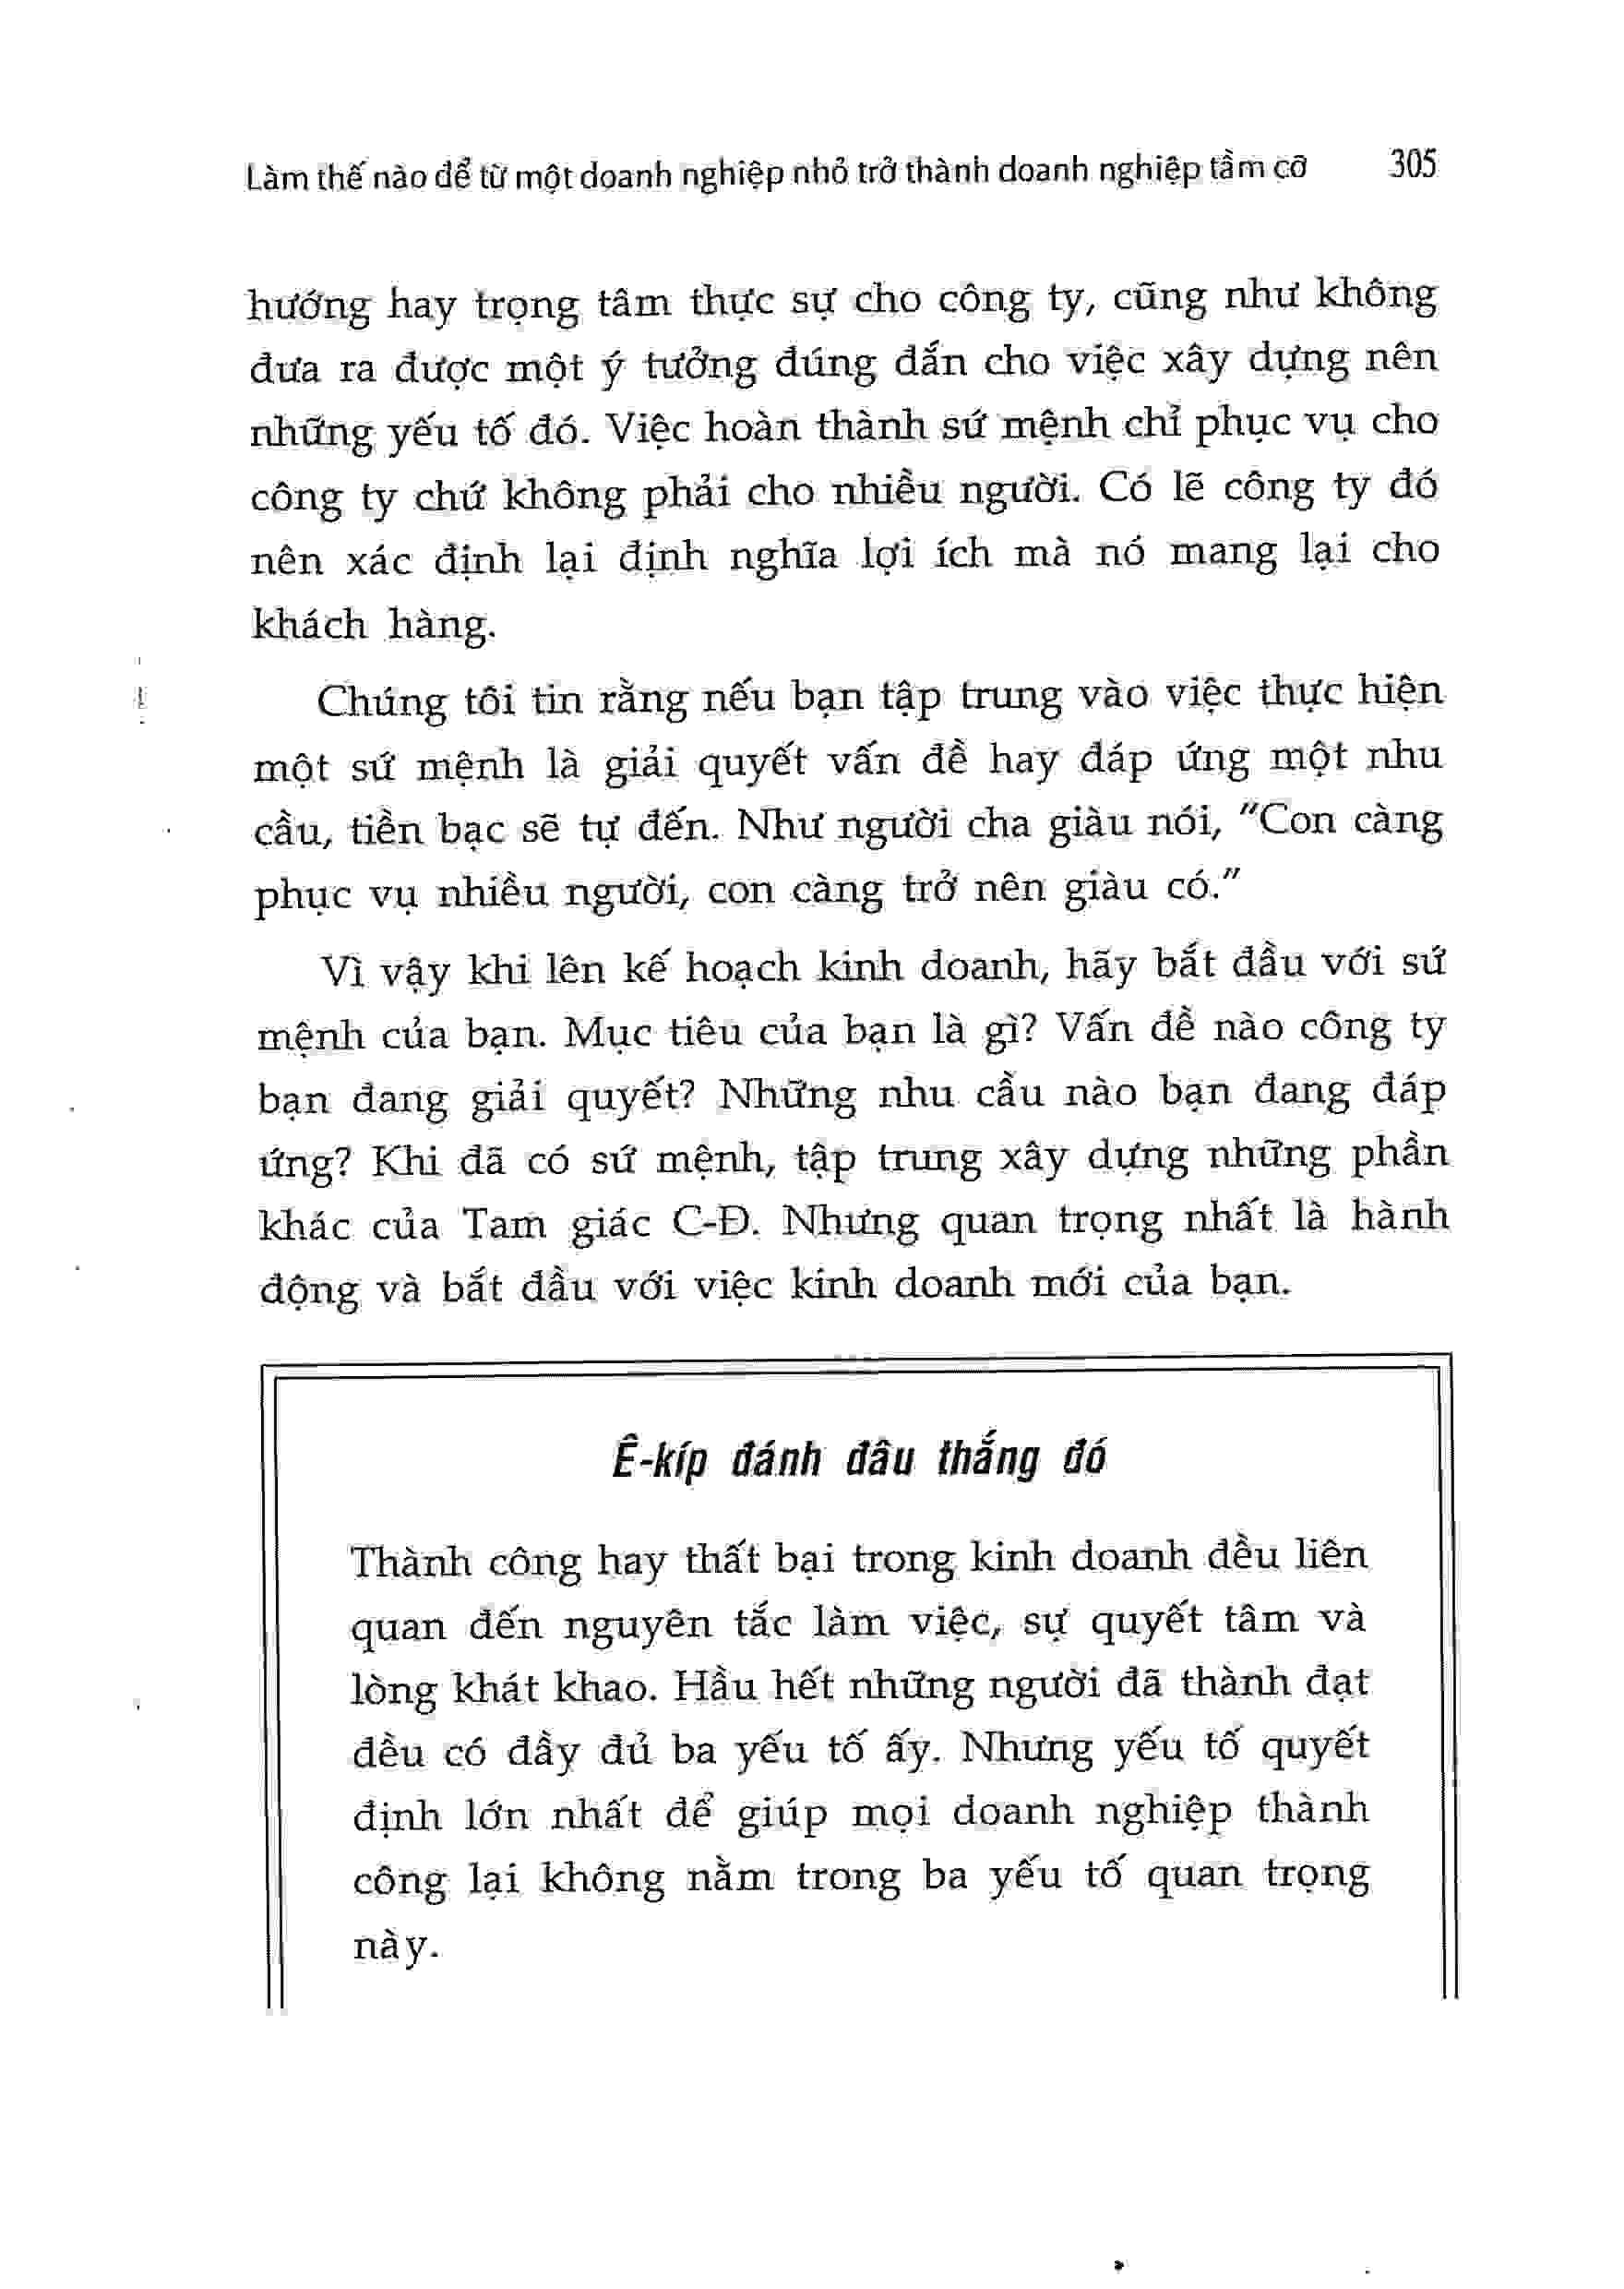 Làm thế nào để từ một doanh nghiệp nhỏ trở thành doanh nghiệp tầm cỡ 305
hướng hay trọng tâm thực sự cho công ty, cũng như không
đưa ra được một ý tưởng đúng đắn cho việc xây dựng nên
những yếu tố đó. Việc hoàn thành sứ mệnh chỉ phục vụ cho
công ty chứ không phải cho nhiều người. Có lẽ công ty đó
nên xác định lại định nghĩa lợi ích mà nó mang lại cho
khách hàng.
Chúng tôi tin rằng nếu bạn tập trung vào việc thực hiện
một sứ mệnh là giải quyết vấn đề hay đáp ứng một nhu
cầu, tiền bạc sẽ tự đến. Như người cha giàu nói, "Con càng
phục vụ nhiều người, con càng trở nên giàu có."
Vì vậy khi lên kế hoạch kinh doanh, hãy bắt đầu với sứ
mệnh của bạn. Mục tiêu của bạn là gì? Vấn đề nào công ty
bạn đang giải quyết? Những nhu cầu nào bạn đang đáp
ứng? Khi đã có sứ mệnh, tập trung xây dựng những phần
khác của Tam giác C-Đ. Nhưng quan trọng nhất là hành
động và bắt đầu với việc kinh doanh mới của bạn.
Ê-kíp đánh đâu thắng đó
Thành công hay thất bại trong kinh doanh đều liên
quan đến nguyên tắc làm việc, sự quyết tâm và
lòng khát khao. Hầu hết những người đã thành đạt
đều có đầy đủ ba yếu tố ấy. Nhưng yếu tố quyết
định lớn nhất để giúp mọi doanh nghiệp thành
công lại không nằm trong ba yếu tố quan trọng
này.